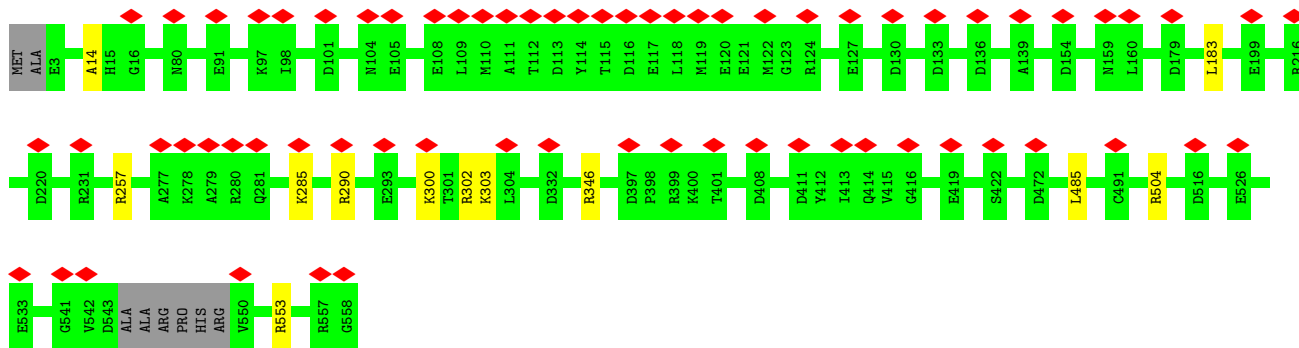 MET ALA E3 A14 H15 G16 N80 E91 K97 I98 D101 N104 E105 E108 L109 M110 A111 T112 D113 Y114 T115 D116 E117 L118 M119 E120 E121 M122 G123 R124 E127 D130 D133 D136 A139 D154 N159 L160 D179 L183 E199 R216
D220 R231 R257 A277 K278 A279 R280 Q281 K285 R290 E293 K300 T301 R302 K303 L304 D332 R346 D397 P398 R399 K400 T401 D408 D411 Y412 I413 Q414 V415 G416 E419 S422 D472 L485 C491 R504 D516 E526
E533 G541 V542 D543 ALA ALA ARG PRO HIS ARG V550 R553 R557 G558